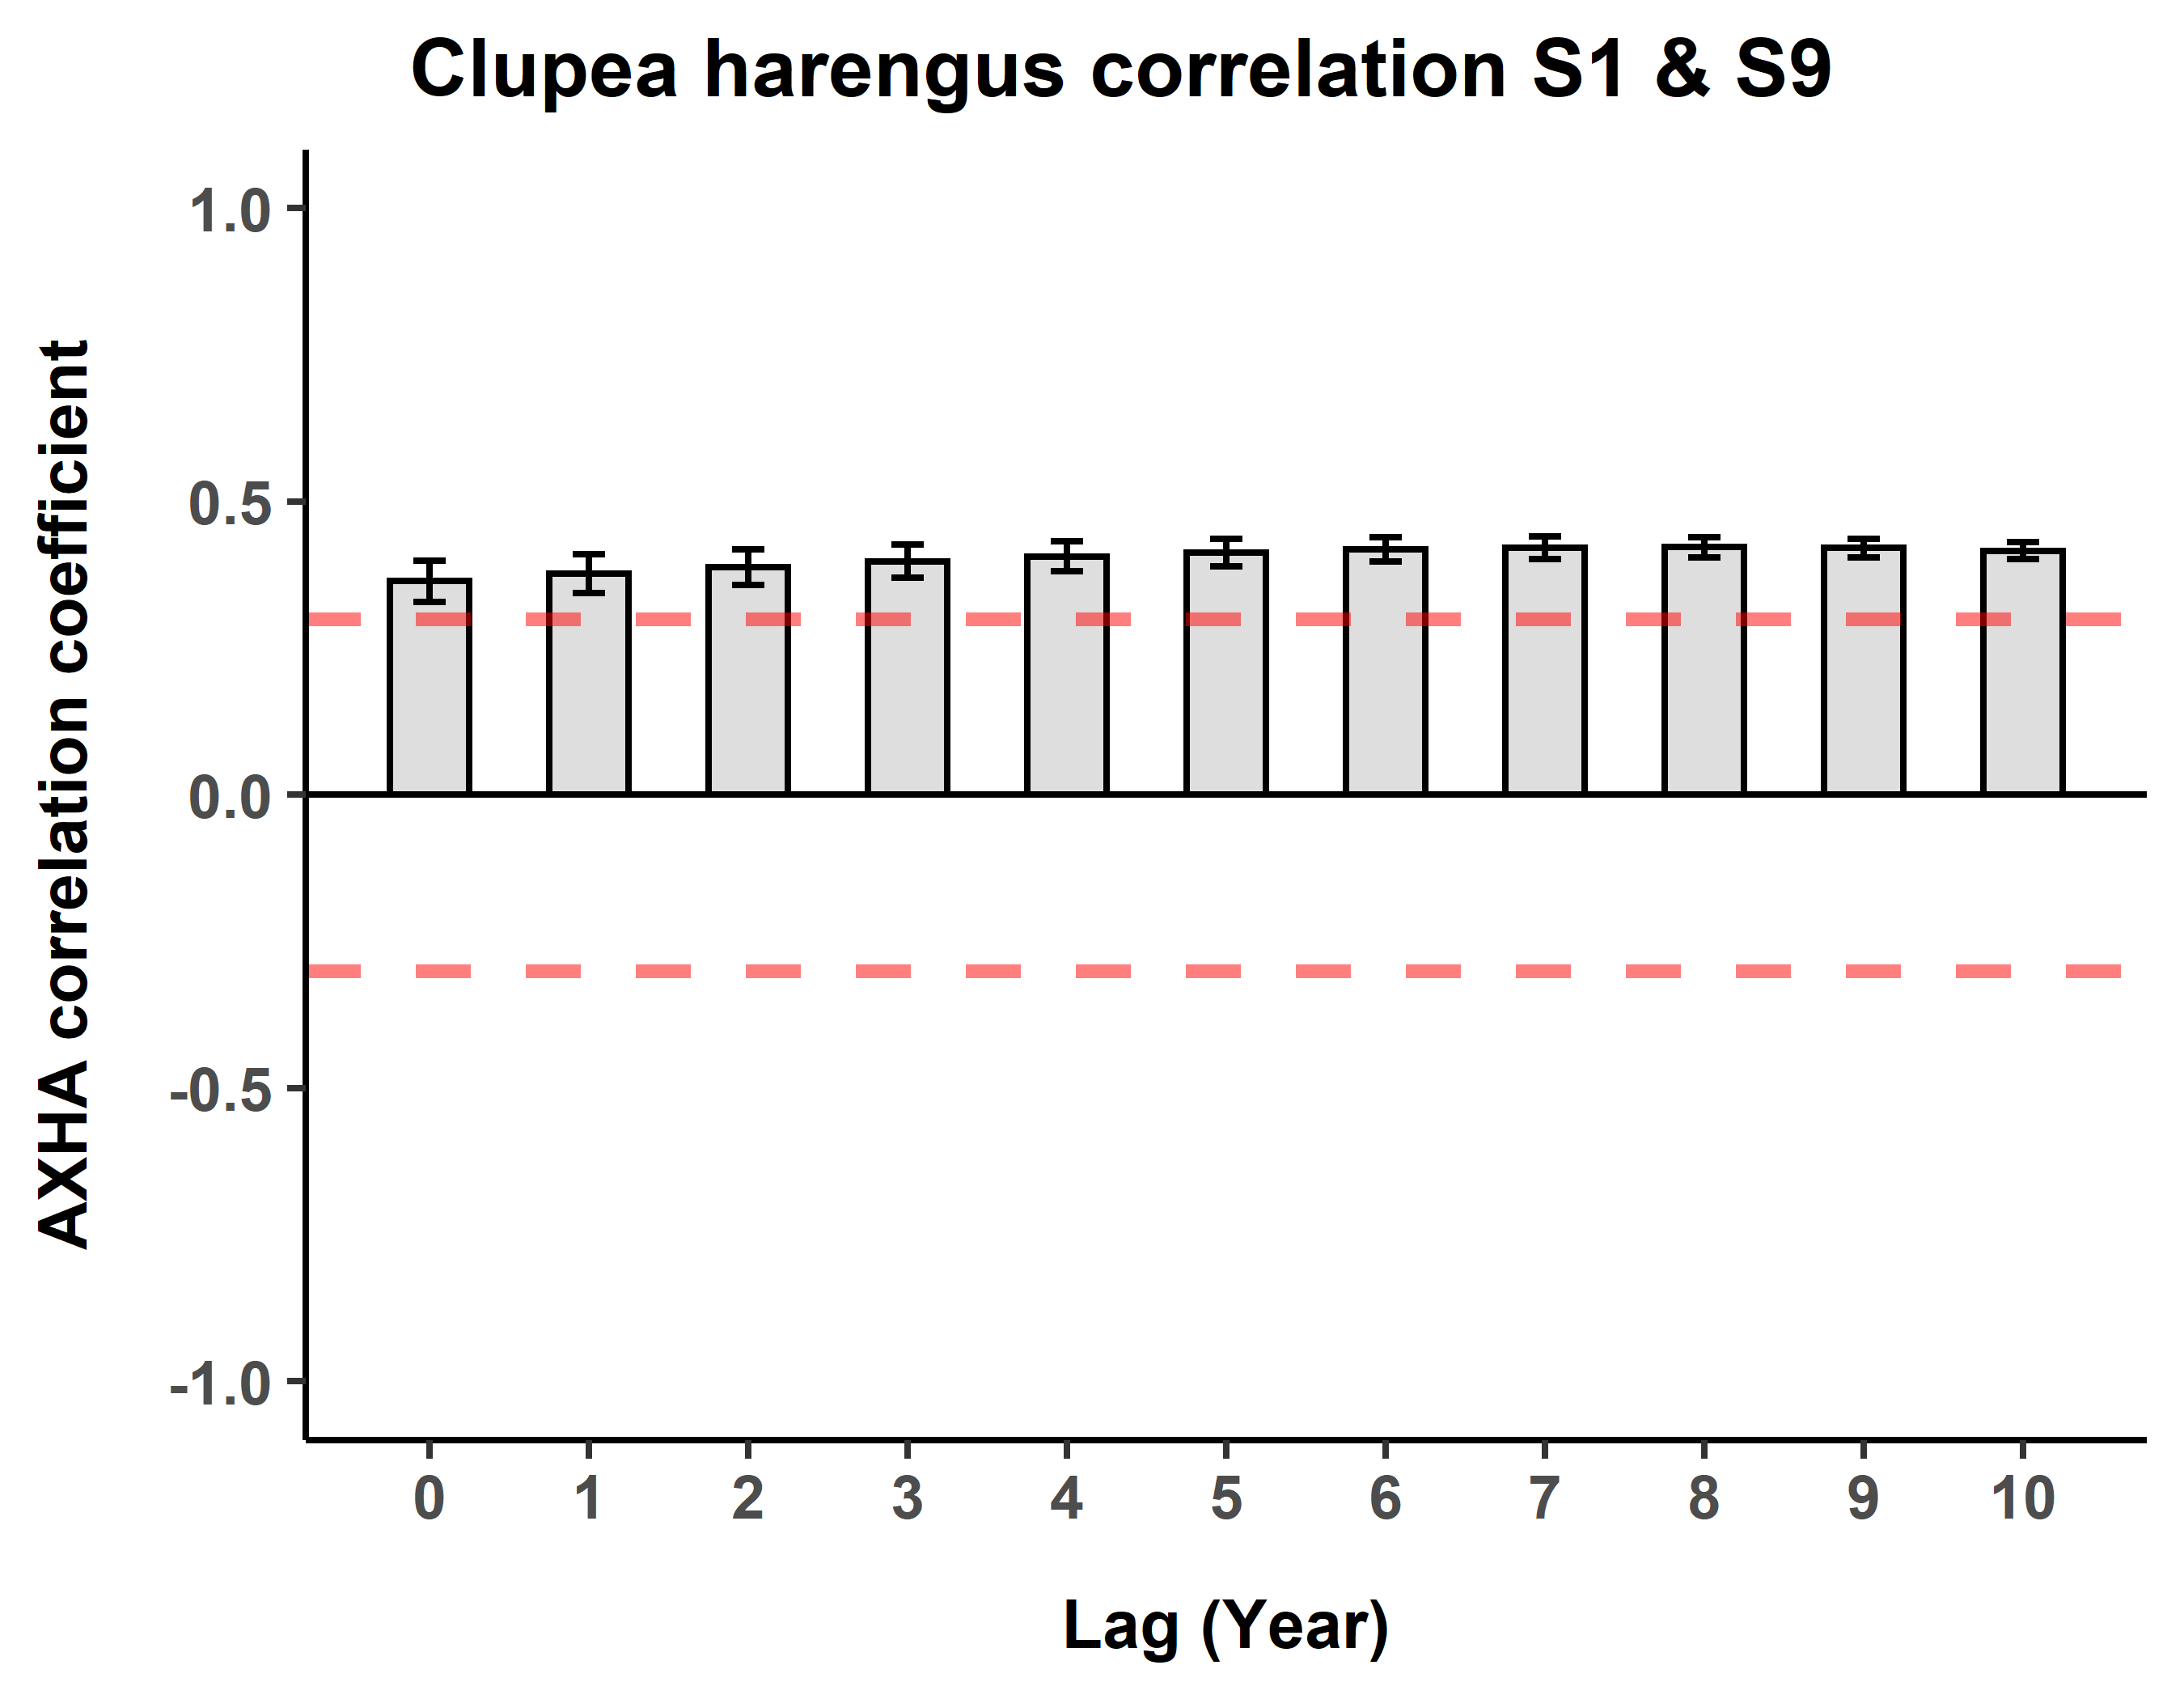 Clupea harengus correlation S1 & S9
AXHA correlation coefficient
1.0
0.5
0.0
-0.5
-1.0
0 1 2 3 4 5 6 7 8 9 10
Lag (Year)